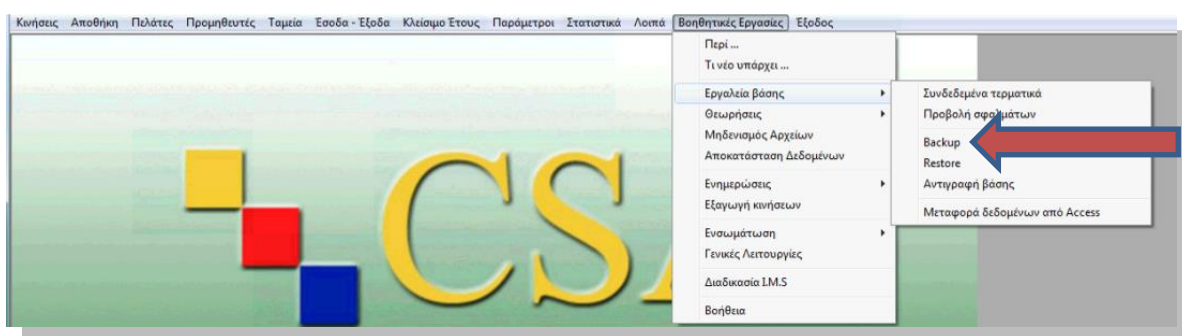 Κινήσεις Αποθήκη Πελάτες Προμηθευτές Ταμεία Έσοδα - Έξοδα Κλείσιμο Έτους Παράμετροι Στατιστικά Λοιπά Βοηθητικές Εργασίες Έξοδος
Περί ...
Τι νέο υπάρχει ...
Εργαλεία βάσης
Θεωρήσεις
Μηδενισμός Αρχείων
Αποκατάσταση Δεδομένων
Ενημερώσεις
Εξαγωγή κινήσεων
Ενσωμάτωση
Γενικές Λειτουργίες
Διαδικασία I.M.S
Βοήθεια
Συνδεδεμένα τερματικά
Προβολή σφαλμάτων
Backup
Restore
Αντιγραφή βάσης
Μεταφορά δεδομένων από Access
CS